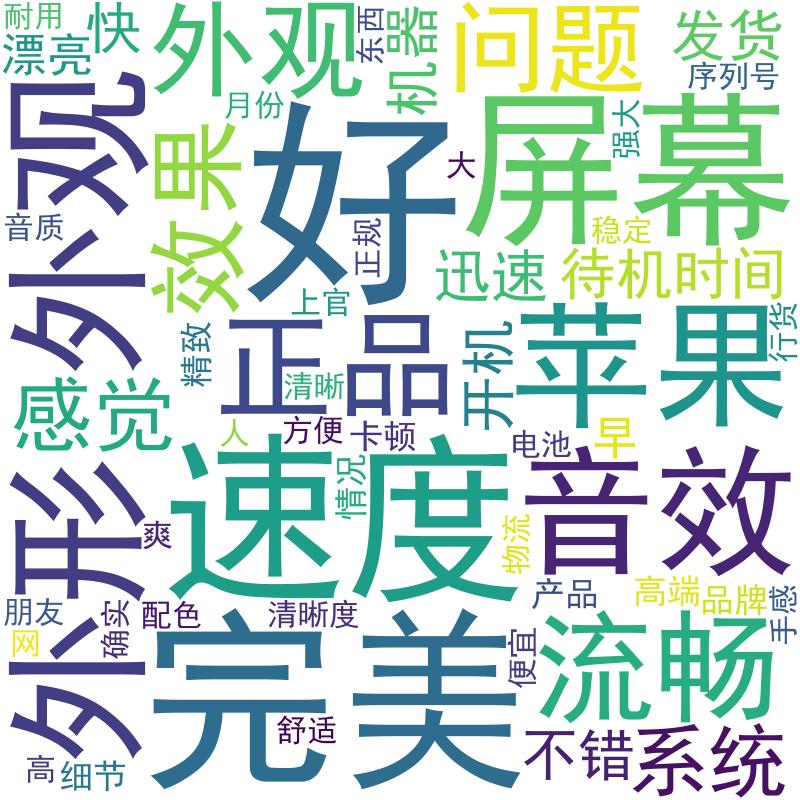 耐用
快
漂亮
外观
东西
机器
问题
发货
序列号
外形外观
月份
效果
好
大
屏幕
强大
音质
正规
稳定
迅速
待机时间
上官
精致
正品
开机
苹果
行货
感觉
清晰
人
方便
卡顿
电池
早
速度
情况
音效
爽
物流
朋友
网
确实
配色
清晰度
产品
高端
品牌
手感
外
完美
便宜
流畅
舒适
不错
系统
高
细节